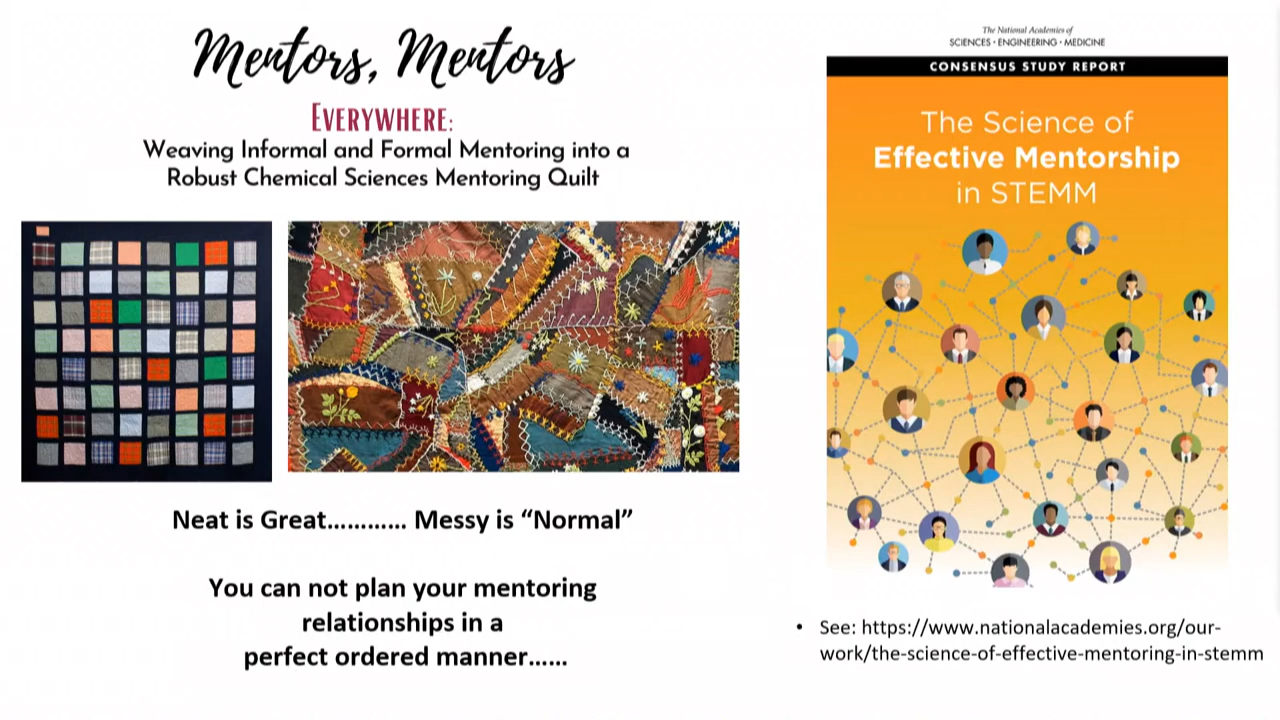 Mentors, Mentors
EVERYWHERE:
Weaving Informal and Formal Mentoring into a
Robust Chemical Sciences Mentoring Quilt
Neat is Great………… Messy is “Normal”
You can not plan your mentoring
relationships in a
perfect ordered manner……
The National Academies of
SCIENCES • ENGINEERING • MEDICINE
CONSENSUS STUDY REPORT
The Science of
Effective Mentorship
in STEMM
• See: https://www.nationalacademies.org/our-
work/the-science-of-effective-mentoring-in-stemm